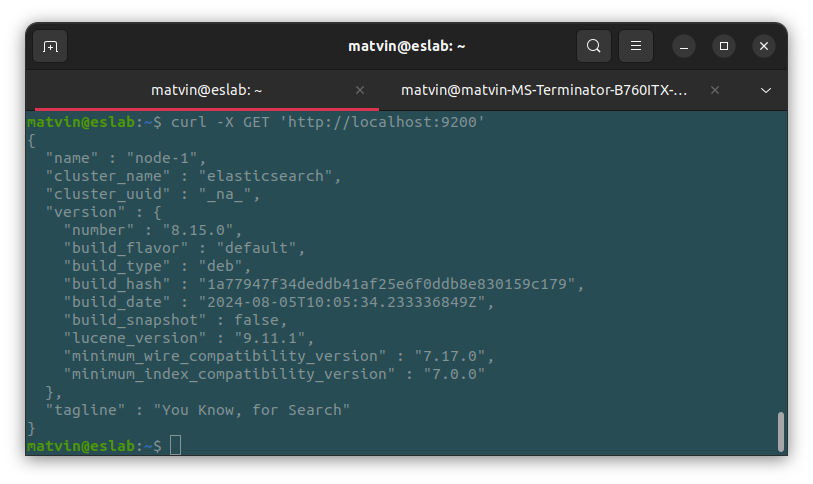 matvin@eslab: ~
matvin@eslab: ~
matvin@matvin-MS-Terminator-B760ITX-...
matvin@eslab:~$ curl -X GET 'http://localhost:9200'
{
  "name" : "node-1",
  "cluster_name" : "elasticsearch",
  "cluster_uuid" : "_na_",
  "version" : {
    "number" : "8.15.0",
    "build_flavor" : "default",
    "build_type" : "deb",
    "build_hash" : "1a77947f34deddb41af25e6f0ddb8e830159c179",
    "build_date" : "2024-08-05T10:05:34.233336849Z",
    "build_snapshot" : false,
    "lucene_version" : "9.11.1",
    "minimum_wire_compatibility_version" : "7.17.0",
    "minimum_index_compatibility_version" : "7.0.0"
  },
  "tagline" : "You Know, for Search"
}
matvin@eslab:~$